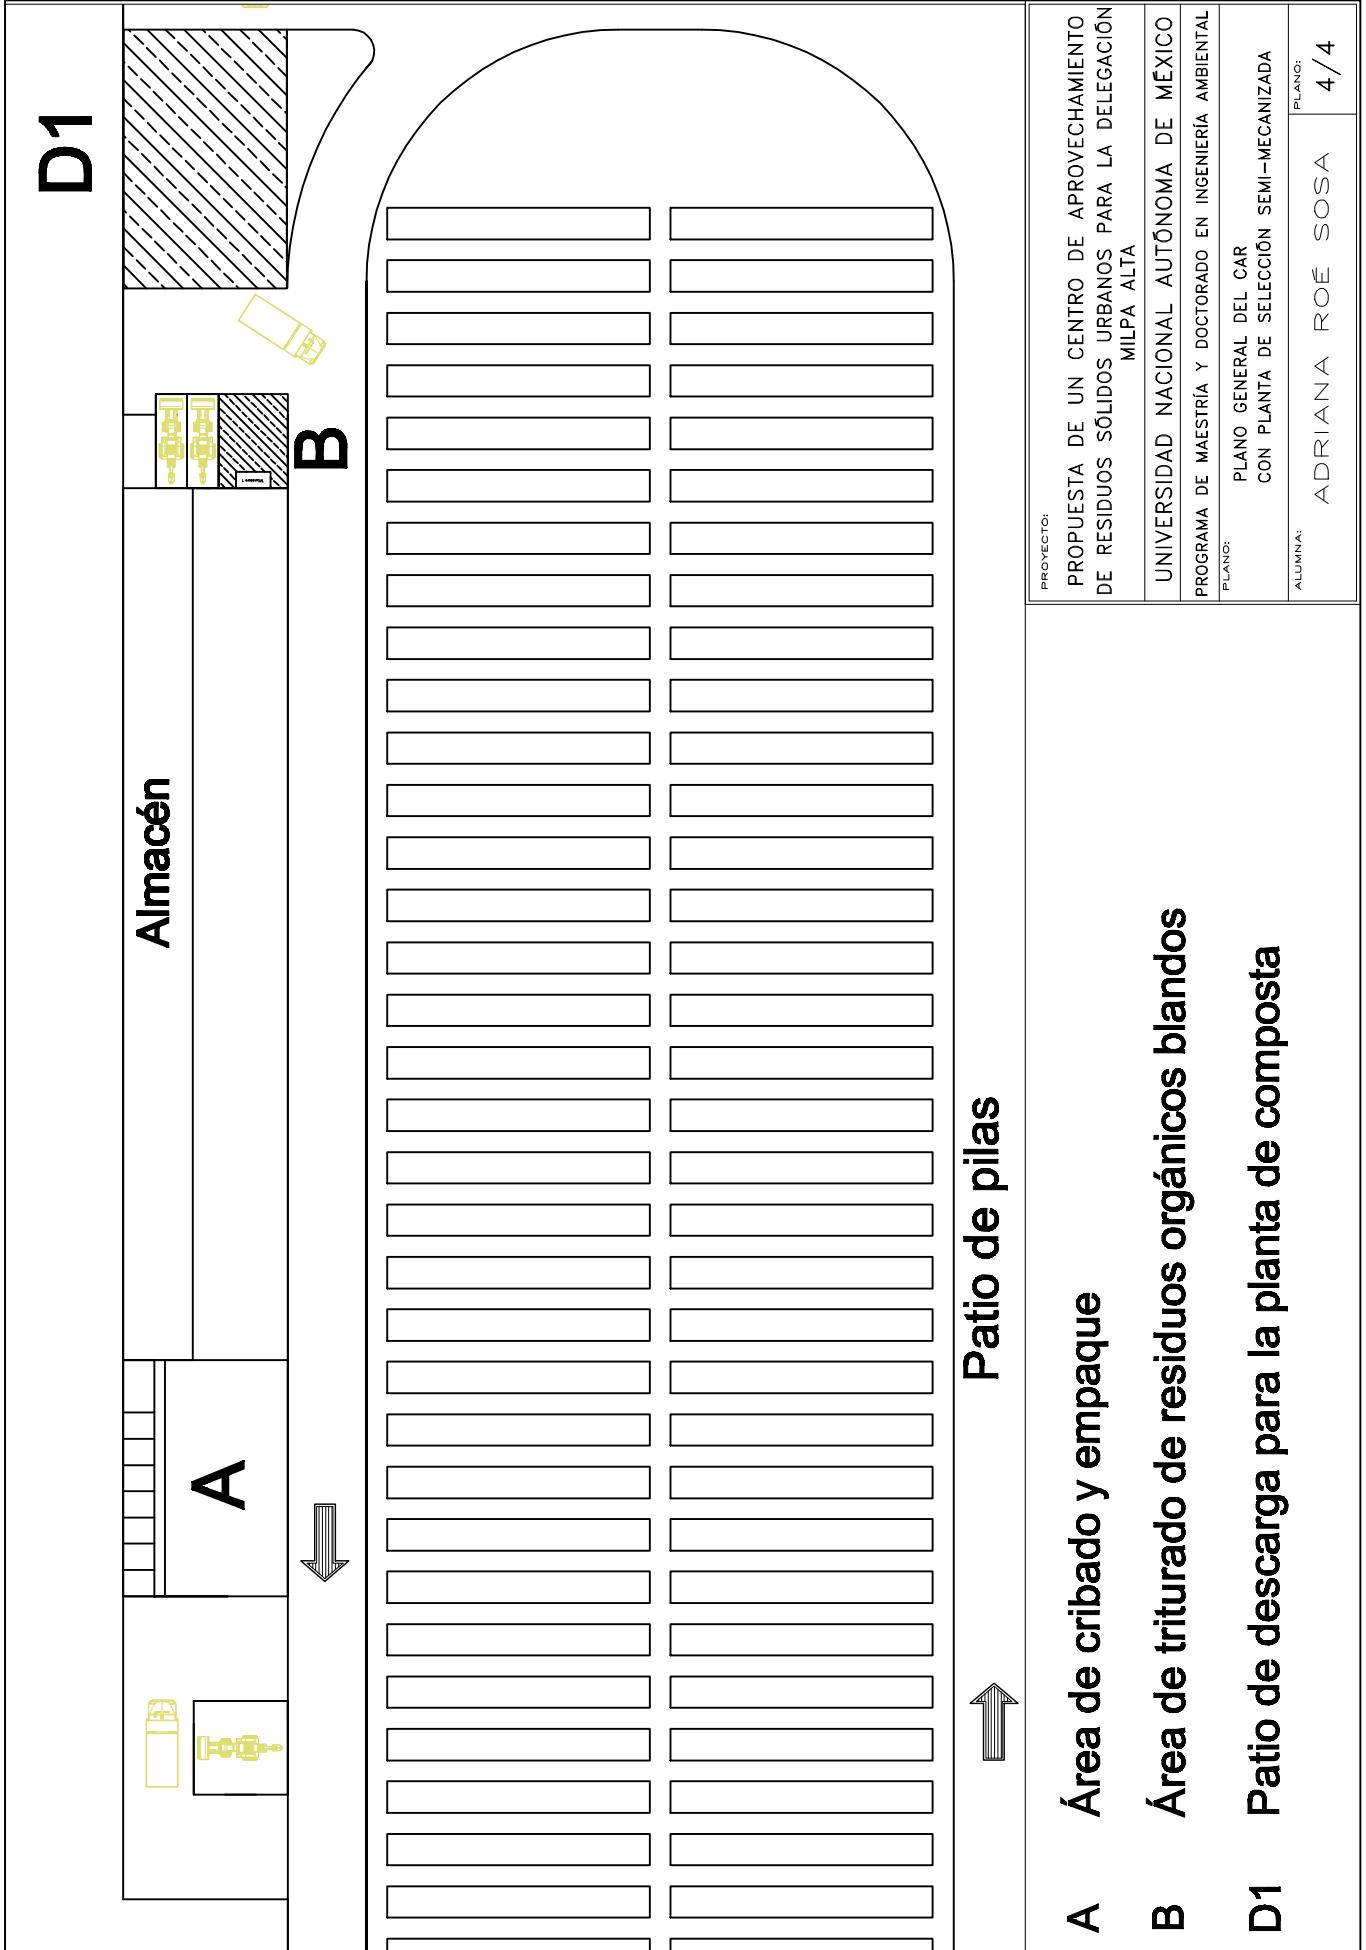 D1
B
Almacén
A
Patio de pilas
A Área de cribado y empaque
B Área de triturado de residuos orgánicos blandos
D1 Patio de descarga para la planta de composta
PROYECTO:
PROPUESTA DE UN CENTRO DE APROVECHAMIENTO
DE RESIDUOS SÓLIDOS URBANOS PARA LA DELEGACIÓN
MILPA ALTA
UNIVERSIDAD NACIONAL AUTÓNOMA DE MÉXICO
PROGRAMA DE MAESTRÍA Y DOCTORADO EN INGENIERÍA AMBIENTAL
PLANO:
PLANO GENERAL DEL CAR
CON PLANTA DE SELECCIÓN SEMI-MECANIZADA
ALUMNA:
ADRIANA ROÉ SOSA
PLANO:
4/4